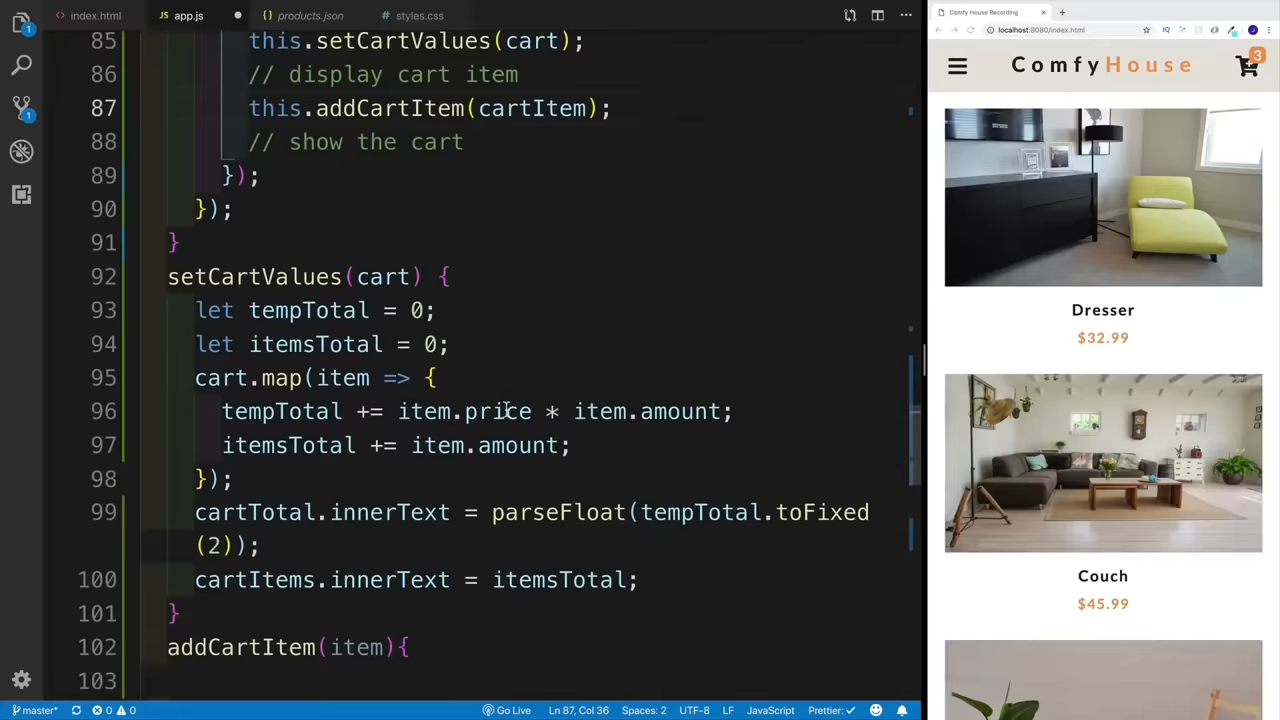 index.html
app.js
products.json
styles.css
85 this.setCartValues(cart);
86 // display cart item
87 this.addCartItem(cartItem);
88 // show the cart
89 });
90 });
91 }
92 setCartValues(cart) {
93 let tempTotal = 0;
94 let itemsTotal = 0;
95 cart.map(item => {
96 tempTotal += item.price * item.amount;
97 itemsTotal += item.amount;
98 });
99 cartTotal.innerText = parseFloat(tempTotal.toFixed
(2));
100 cartItems.innerText = itemsTotal;
101 }
102 addCartItem(item){
103
1
1
master*
0
0
Go Live
Ln 87, Col 36
Spaces: 2
UTF-8
LF
JavaScript
Prettier: ✓
Comfy House Recording
localhost:8080/index.html
ComfyHouse
3
Dresser
$32.99
Couch
$45.99